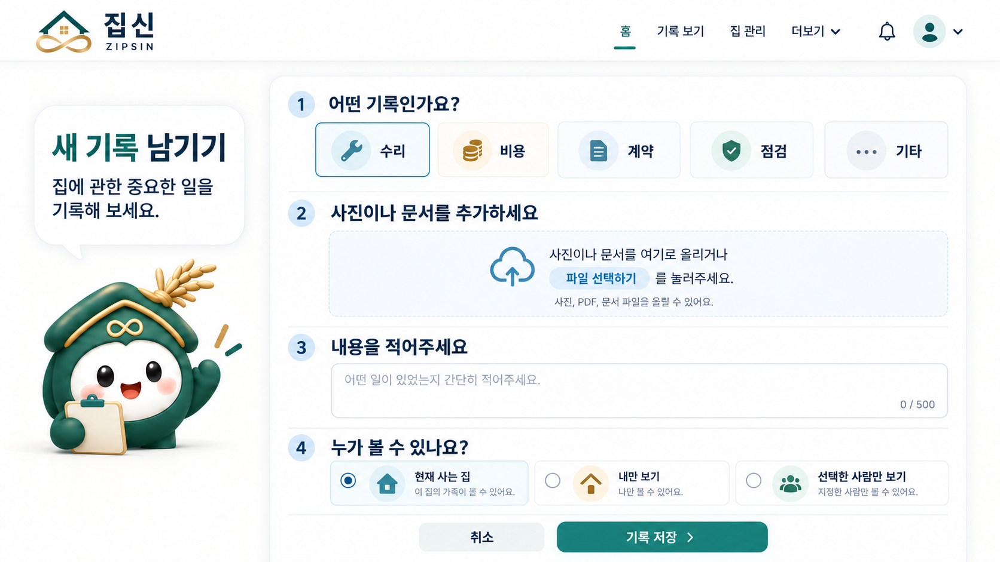 집신
ZIPSIN
홈
기록 보기
집 관리
더보기
새 기록 남기기
집에 관한 중요한 일을
기록해 보세요.
1 어떤 기록인가요?
수리
비용
계약
점검
기타
2 사진이나 문서를 추가하세요
사진이나 문서를 여기로 올리거나
파일 선택하기 를 눌러주세요.
사진, PDF, 문서 파일을 올릴 수 있어요.
3 내용을 적어주세요
어떤 일이 있었는지 간단히 적어주세요.
0 / 500
4 누가 볼 수 있나요?
현재 사는 집
이 집의 가족이 볼 수 있어요.
내만 보기
나만 볼 수 있어요.
선택한 사람만 보기
지정한 사람만 볼 수 있어요.
취소
기록 저장